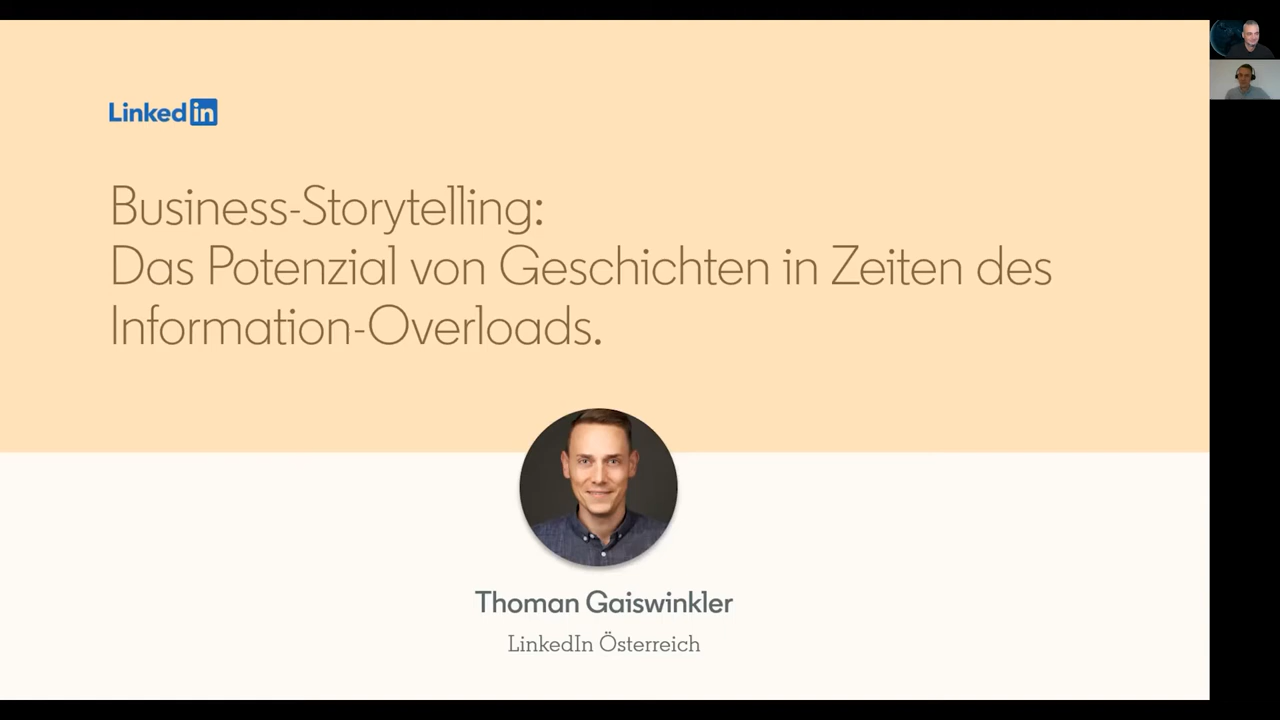 Linkedin
Business-Storytelling:
Das Potenzial von Geschichten in Zeiten des
Information-Overloads.
Thoman Gaiswinkler
LinkedIn Österreich